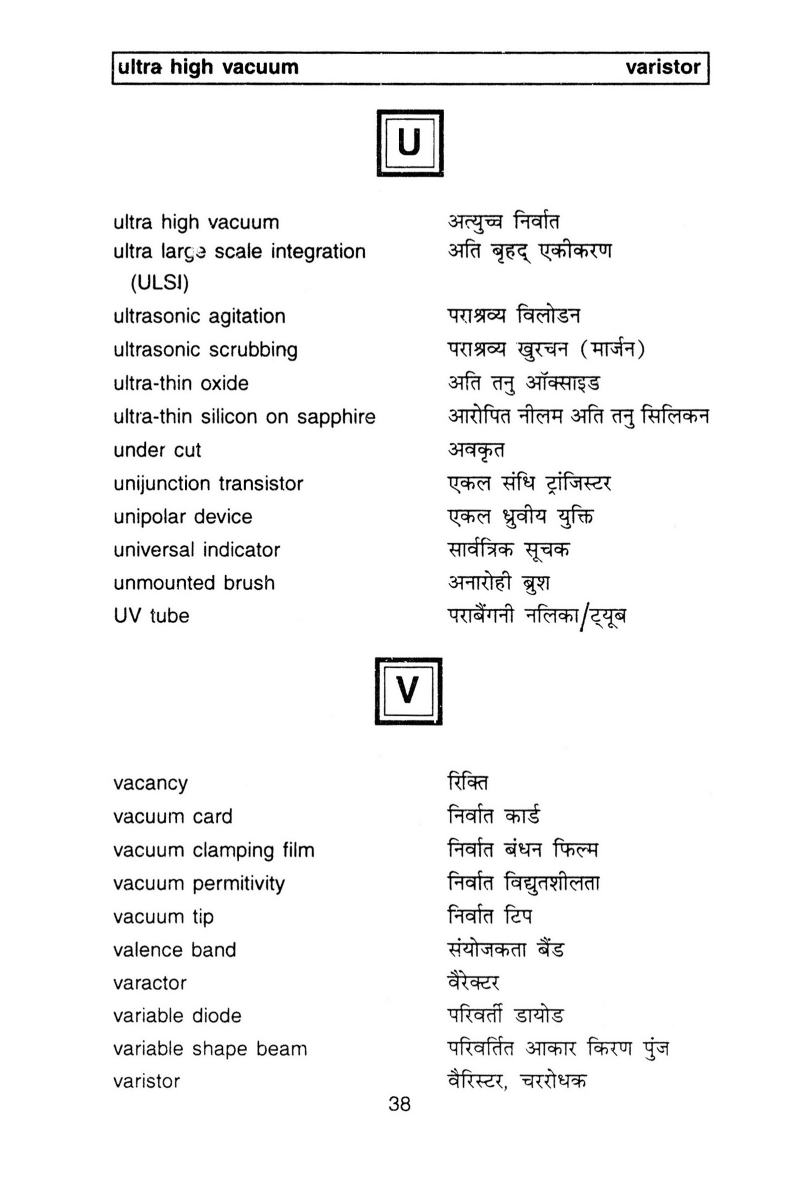 ultra high vacuum varistor
U
ultra high vacuum अत्युच्च निर्वात
ultra large scale integration अति बृहद् एकीकरण
(ULSI)
ultrasonic agitation पराश्रव्य विलोडन
ultrasonic scrubbing पराश्रव्य खुरचन (मार्जन)
ultra-thin oxide अति तनु ऑक्साइड
ultra-thin silicon on sapphire आरोपित नीलम अति तनु सिलिकन
under cut अवकृत
unijunction transistor एकल संधि ट्रांजिस्टर
unipolar device एकल ध्रुवीय युक्ति
universal indicator सार्वत्रिक सूचक
unmounted brush अनारोही ब्रुश
UV tube पराबैंगनी नलिका/ट्यूब
V
vacancy रिक्ति
vacuum card निर्वात कार्ड
vacuum clamping film निर्वात बंधन फिल्म
vacuum permitivity निर्वात विद्युतशीलता
vacuum tip निर्वात टिप
valence band संयोजकता बैंड
varactor वैरेक्टर
variable diode परिवर्ती डायोड
variable shape beam परिवर्तित आकार किरण पुंज
varistor वैरिस्टर, चररोधक
38